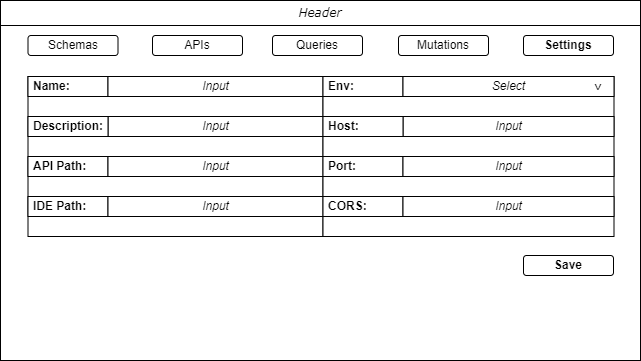 Header
Schemas APIs Queries Mutations Settings
Name: Input Env: Select v
Description: Input Host: Input
API Path: Input Port: Input
IDE Path: Input CORS: Input
Save